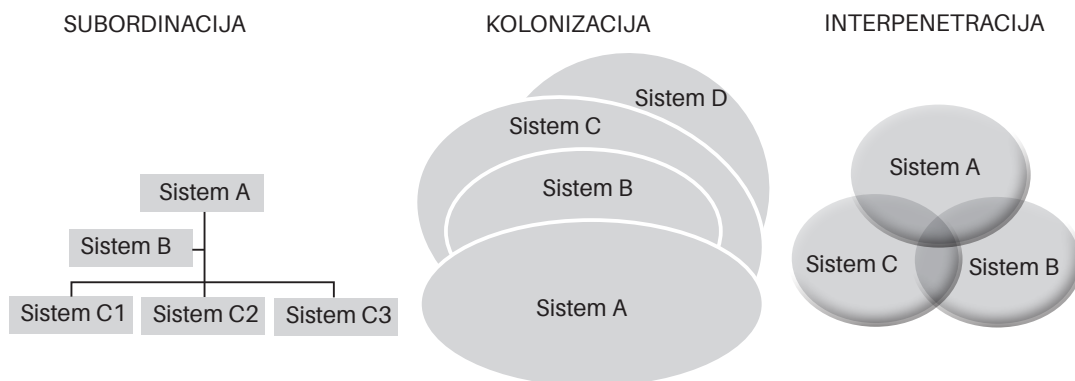 SUBORDINACIJA
Sistem A
Sistem B
Sistem C1 Sistem C2 Sistem C3
KOLONIZACIJA
Sistem D
Sistem C
Sistem B
Sistem A
INTERPENETRACIJA
Sistem A
Sistem C Sistem B